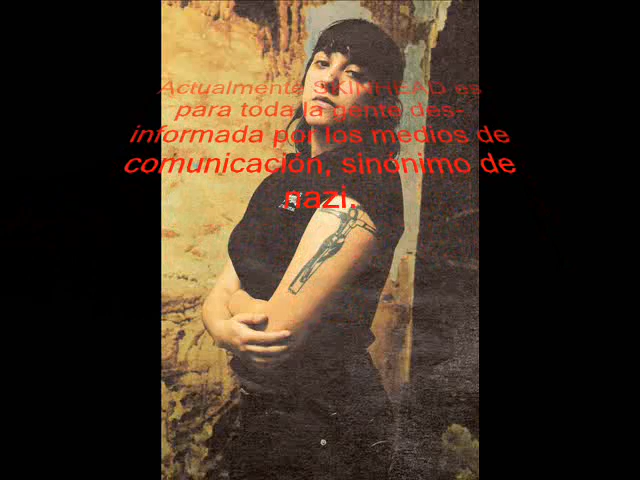 Actualmente SKINHEAD es
para toda la gente des-
informada por los medios de
comunicación, sinónimo de
nazi.